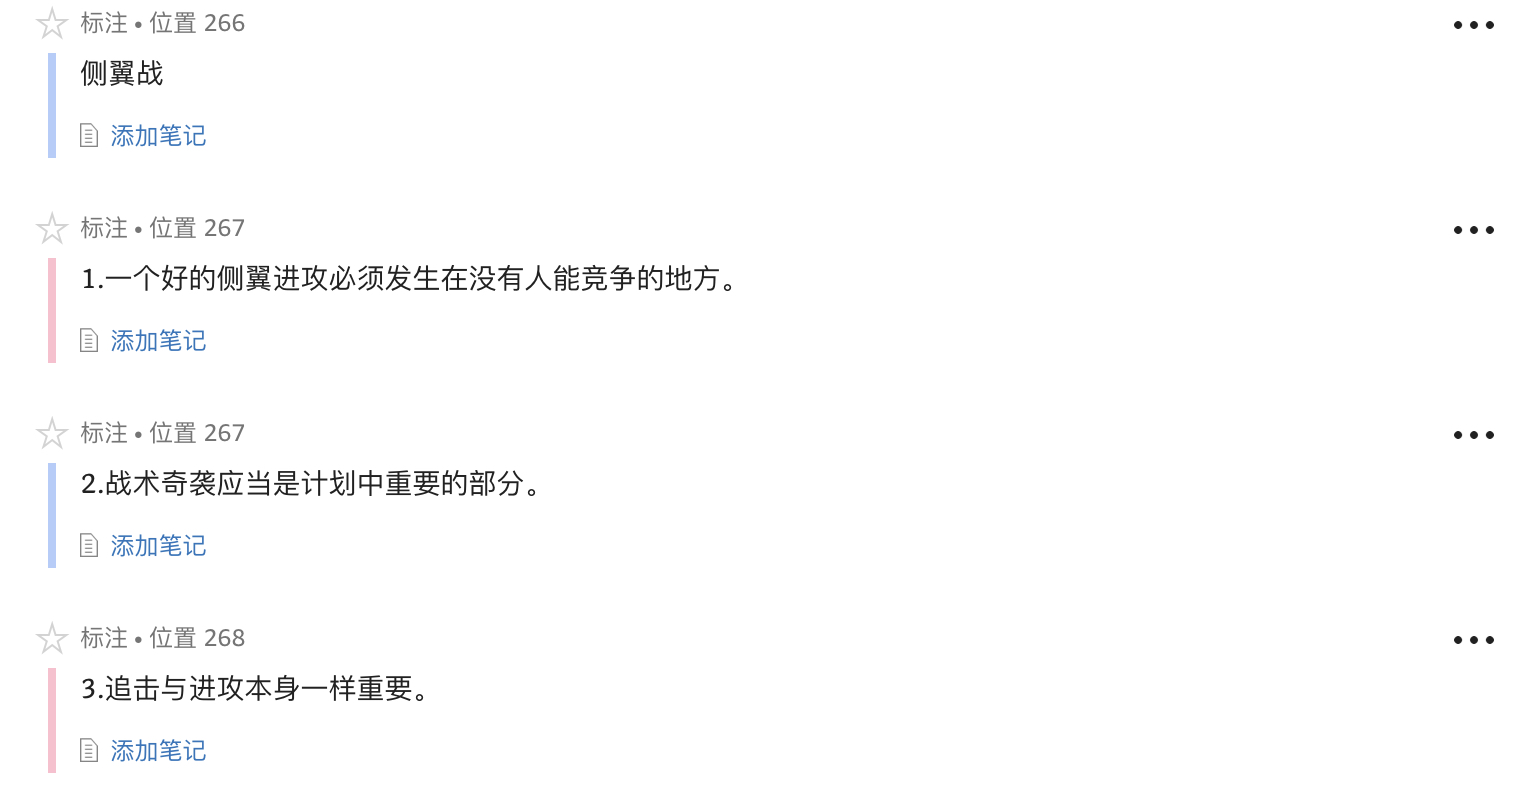 标注 • 位置 266
侧翼战
添加笔记
标注 • 位置 267
1.一个好的侧翼进攻必须发生在没有人能竞争的地方。
添加笔记
标注 • 位置 267
2.战术奇袭应当是计划中重要的部分。
添加笔记
标注 • 位置 268
3.追击与进攻本身一样重要。
添加笔记